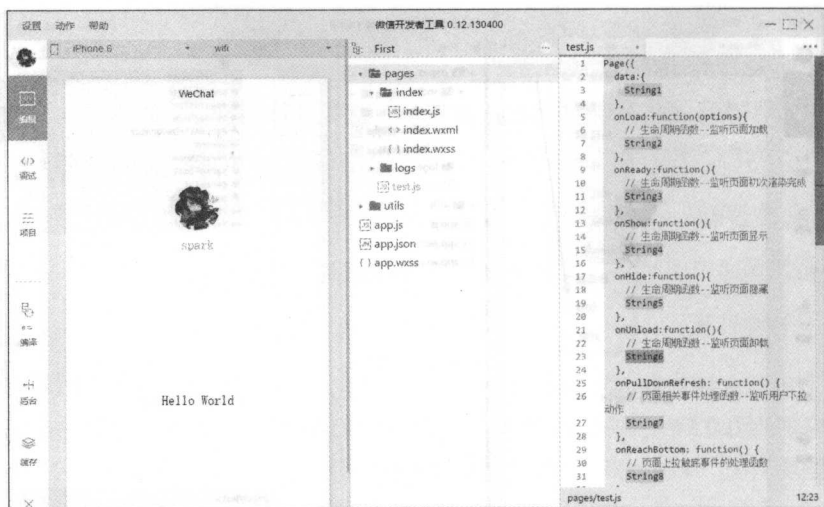 设置 动作 帮助
微信开发者工具 0.12.130400
iPhone 6 wifi
WeChat
spark
Hello World
编辑
调试
项目
编译
后台
缓存
First
pages
index
index.js
index.wxml
index.wxss
logs
test.js
utils
app.js
app.json
app.wxss
test.js
1 Page({
2 data:{
3 String1
4 },
5 onLoad:function(options){
6 // 生命周期函数--监听页面加载
7 String2
8 },
9 onReady:function(){
10 // 生命周期函数--监听页面初次渲染完成
11 String3
12 },
13 onShow:function(){
14 // 生命周期函数--监听页面显示
15 String4
16 },
17 onHide:function(){
18 // 生命周期函数--监听页面隐藏
19 String5
20 },
21 onUnload:function(){
22 // 生命周期函数--监听页面卸载
23 String6
24 },
25 onPullDownRefresh: function() {
26 // 页面相关事件处理函数--监听用户下拉
动作
27 String7
28 },
29 onReachBottom: function() {
30 // 页面上拉触底事件的处理函数
31 String8
pages/test.js 12:23